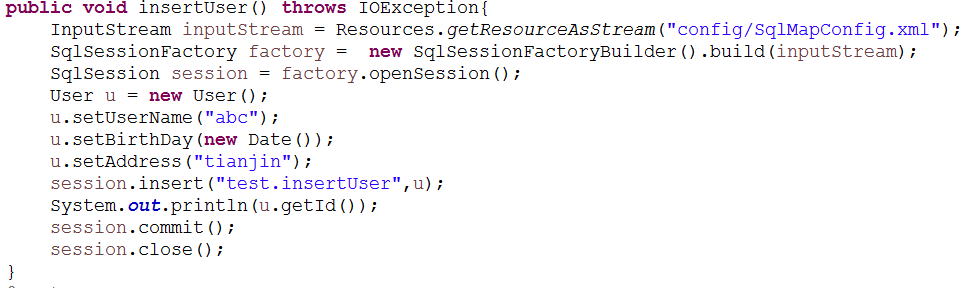 public void insertUser() throws IOException{
InputStream inputStream = Resources.getResourceAsStream("config/SqlMapConfig.xml");
SqlSessionFactory factory =  new SqlSessionFactoryBuilder().build(inputStream);
SqlSession session = factory.openSession();
User u = new User();
u.setUserName("abc");
u.setBirthDay(new Date());
u.setAddress("tianjin");
session.insert("test.insertUser",u);
System.out.println(u.getId());
session.commit();
session.close();
}